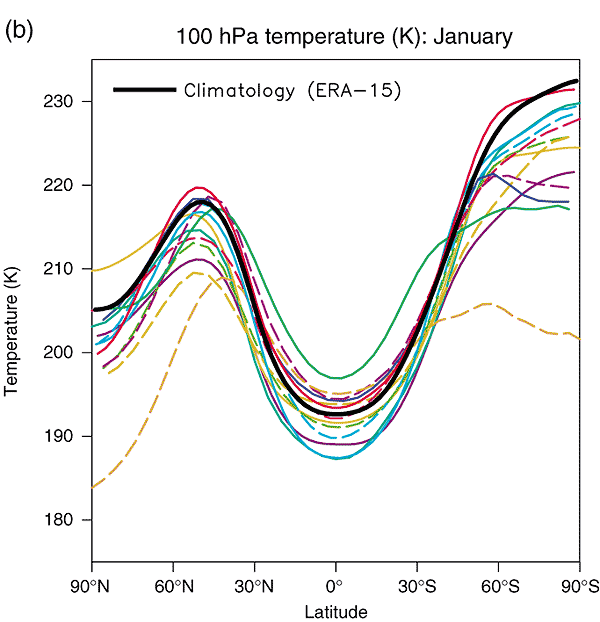 (b)
100 hPa temperature (K): January
Climatology (ERA−15)
230
220
210
200
190
180
Temperature (K)
90°N 60°N 30°N 0° 30°S 60°S 90°S
Latitude